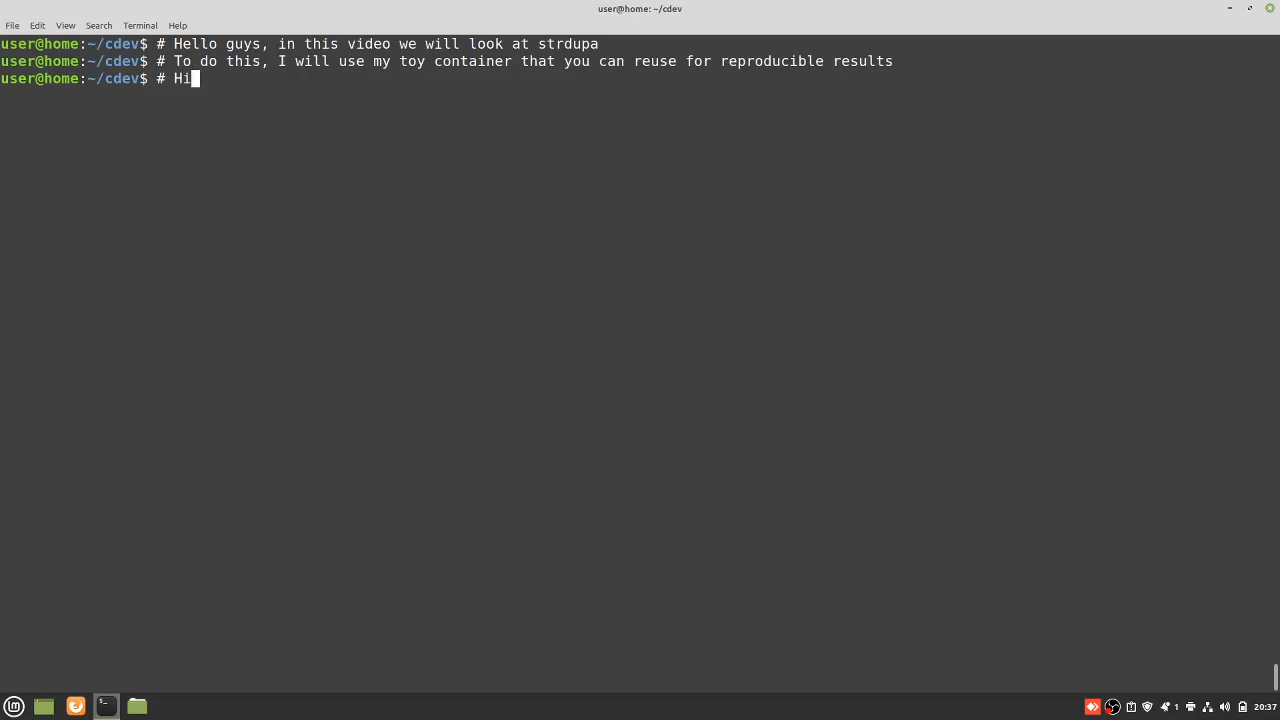 user@home: ~/cdev
File Edit View Search Terminal Help
user@home:~/cdev$ # Hello guys, in this video we will look at strdupa
user@home:~/cdev$ # To do this, I will use my toy container that you can reuse for reproducible results
user@home:~/cdev$ # Hi
1 20:37